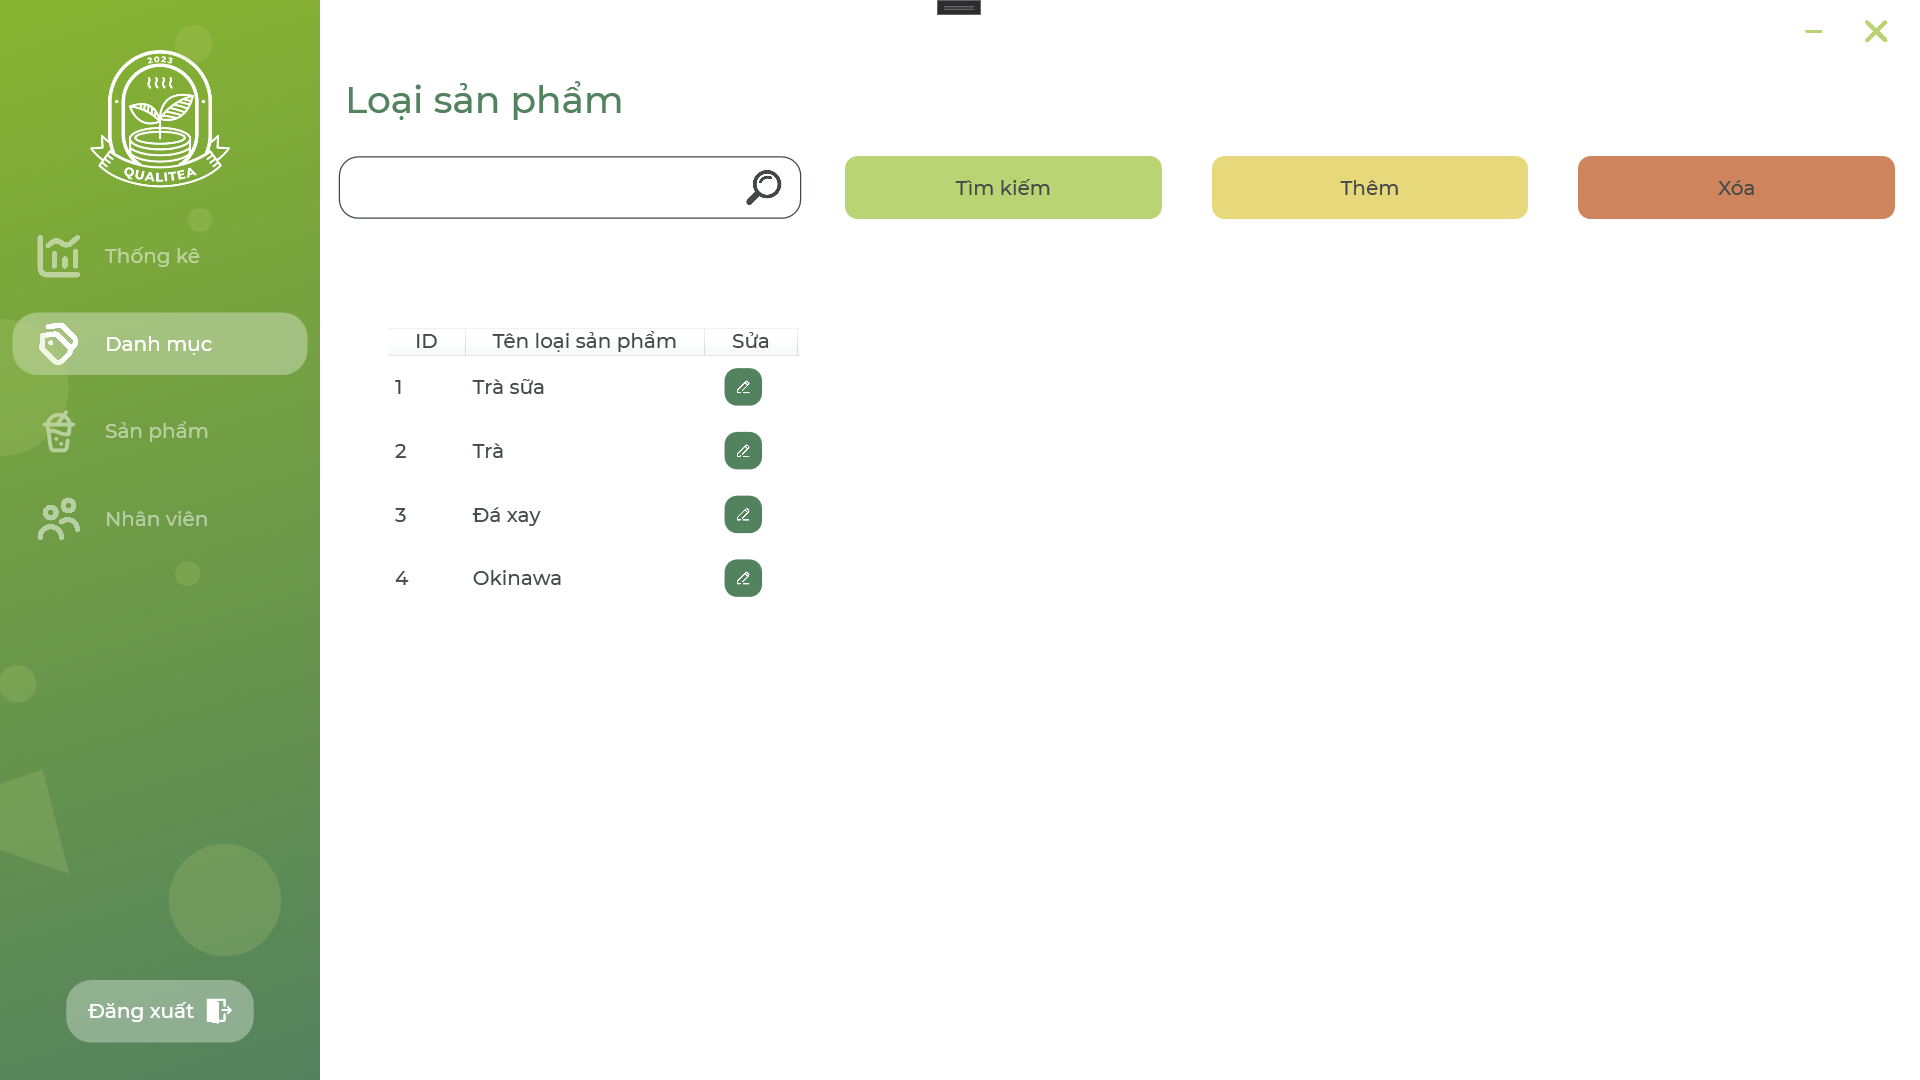 2023
QUALITEA
Thống kê
Danh mục
Sản phẩm
Nhân viên
Đăng xuất
Loại sản phẩm
Tìm kiếm
Thêm
Xóa
ID Tên loại sản phẩm Sửa
1 Trà sữa
2 Trà
3 Đá xay
4 Okinawa